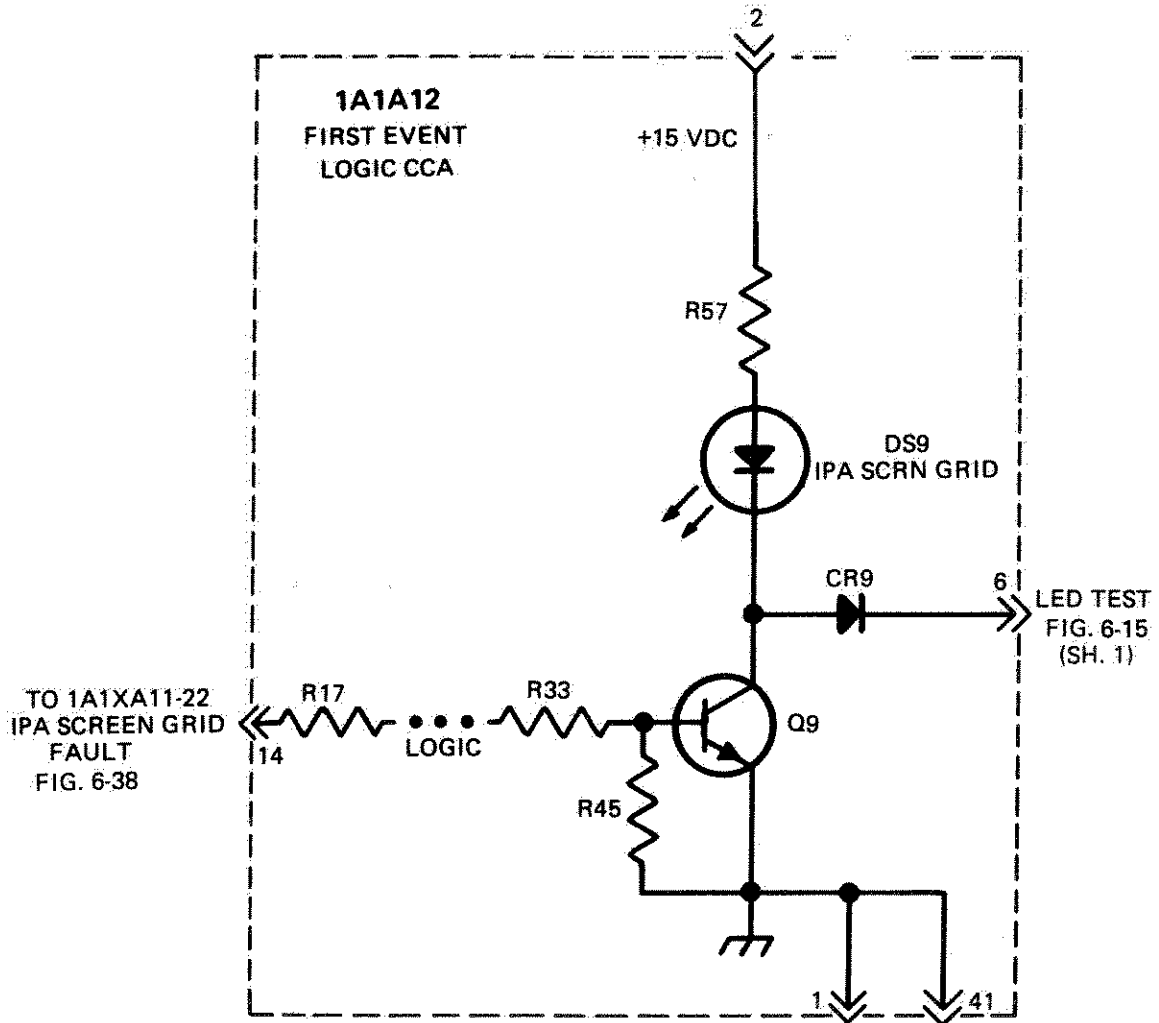 2
1A1A12
FIRST EVENT
LOGIC CCA
+15 VDC
R57
DS9
IPA SCRN GRID
CR9
6
LED TEST
FIG. 6-15
(SH. 1)
TO 1A1XA11-22
IPA SCREEN GRID
FAULT
FIG. 6-38
14
R17
LOGIC
R33
Q9
R45
1
41